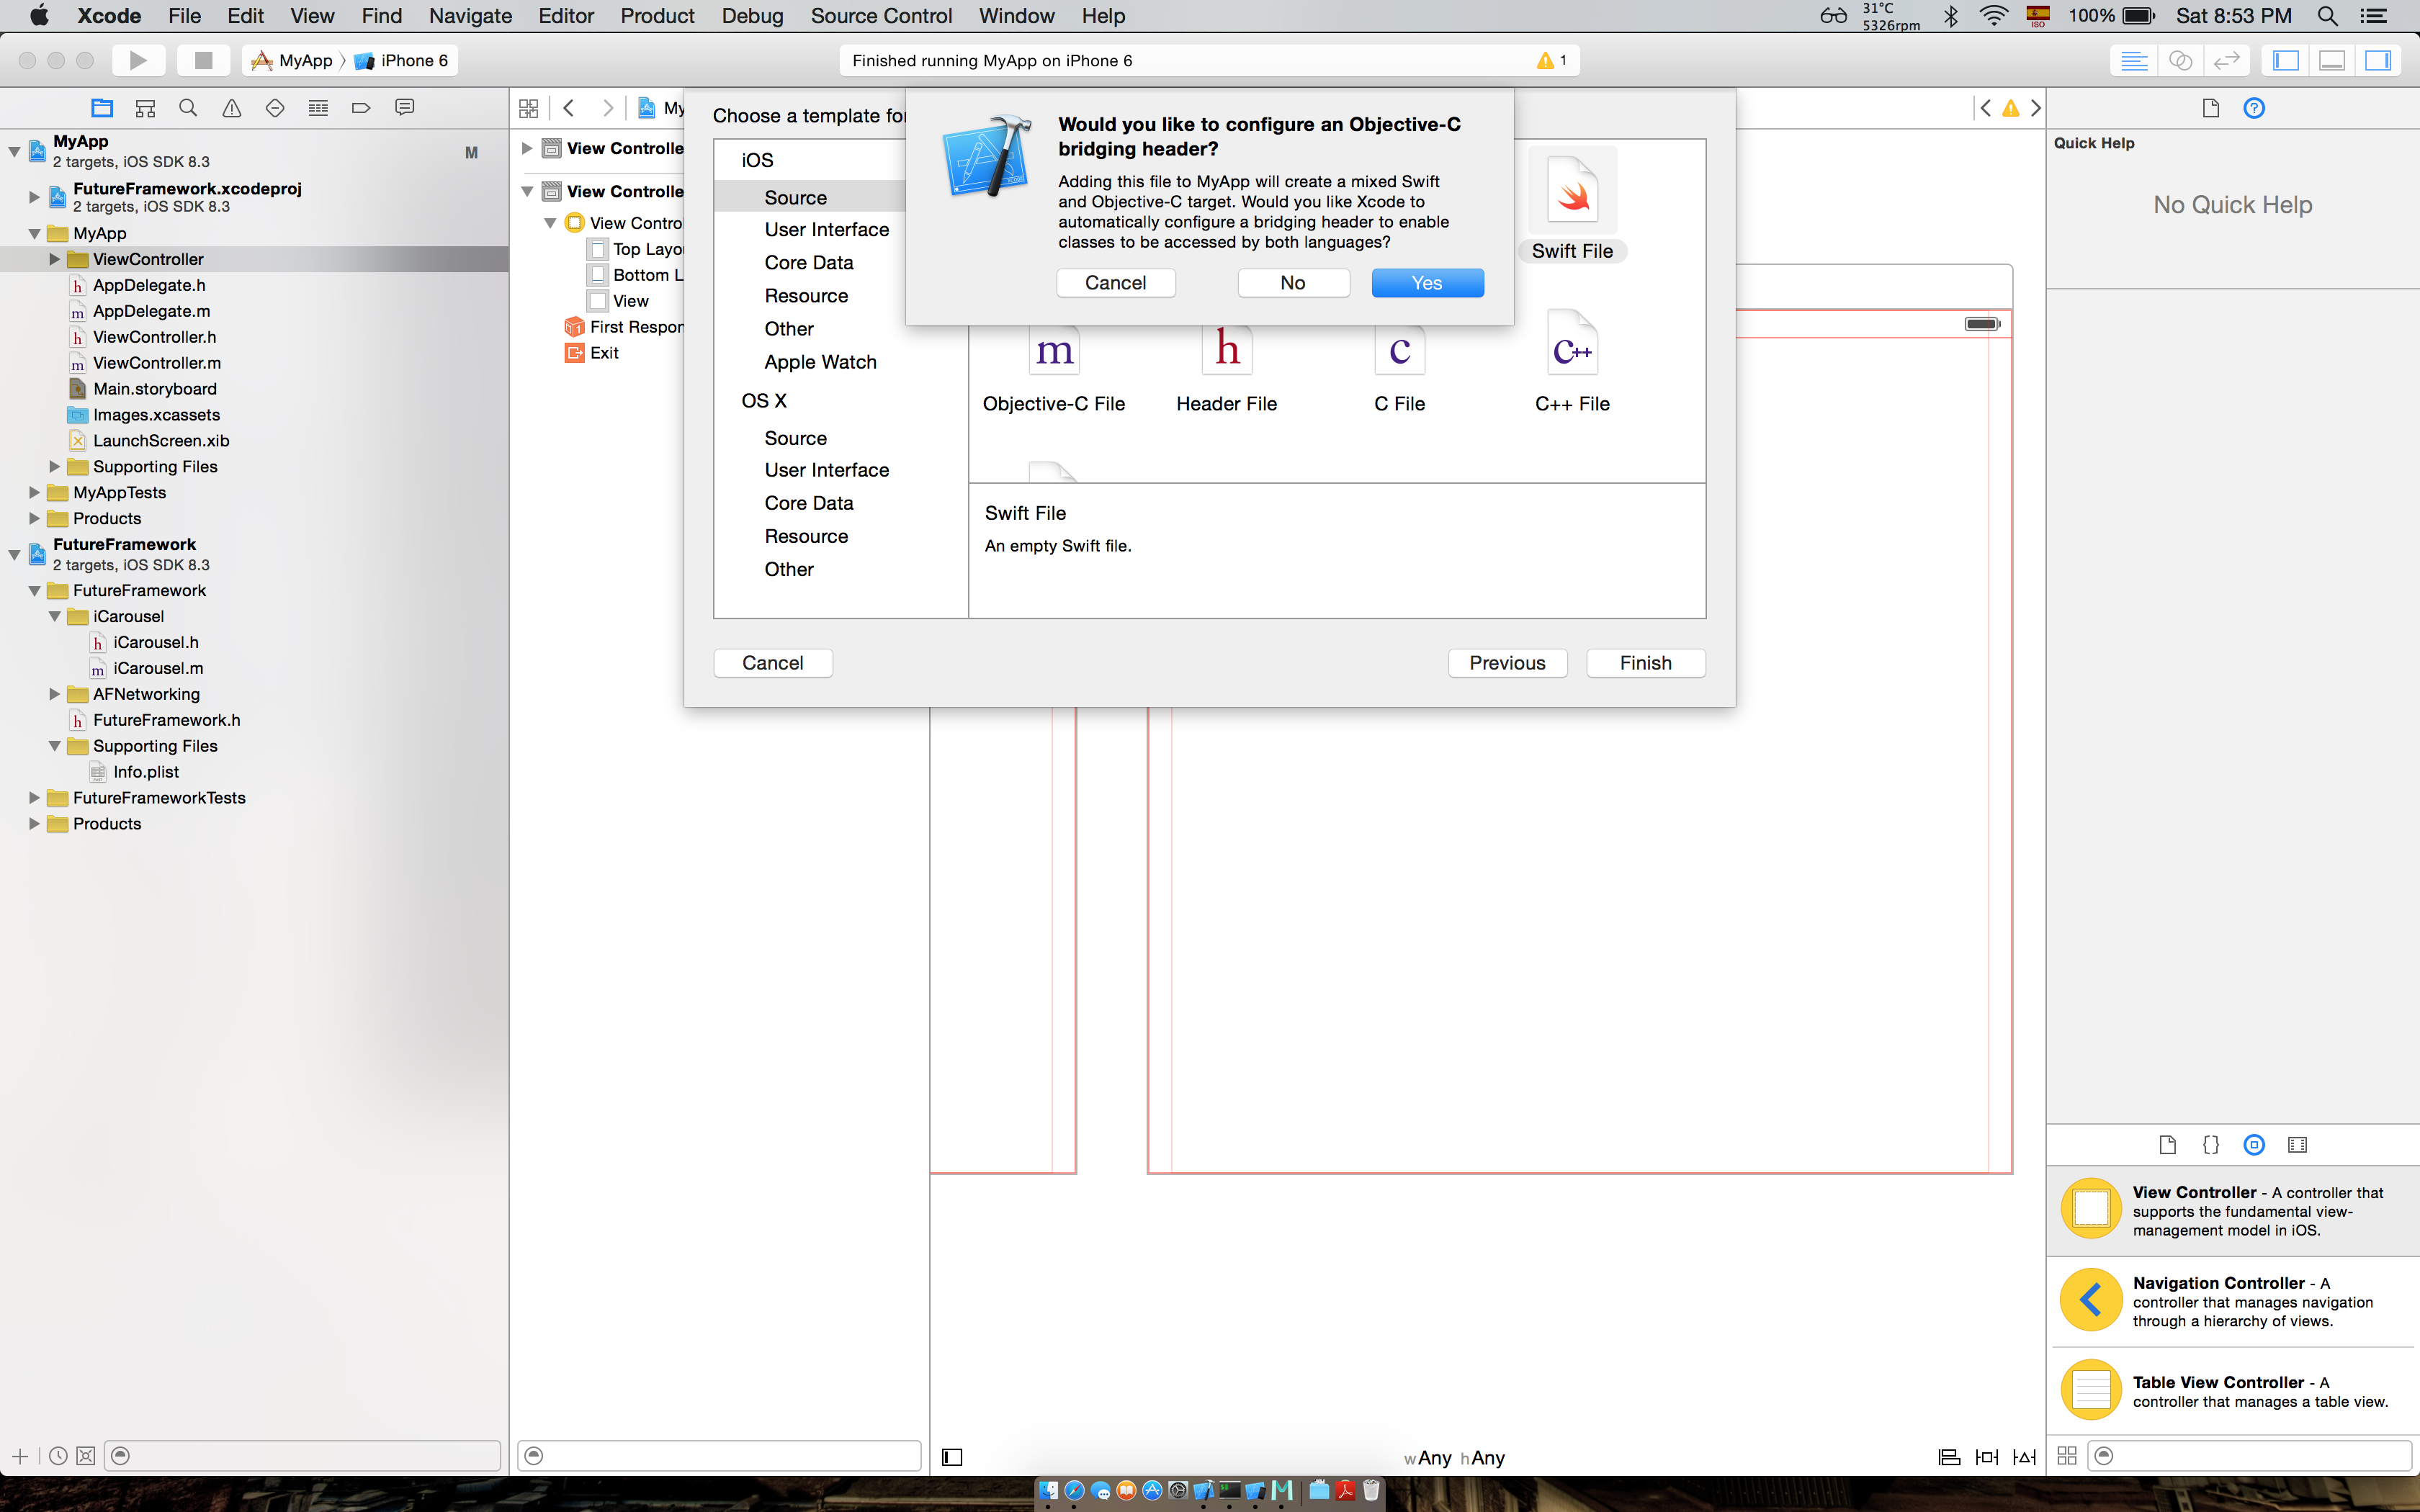 Xcode File Edit View Find Navigate Editor Product Debug Source Control Window Help
31°C
5326rpm
ISO
100%
Sat 8:53 PM
MyApp
iPhone 6
Finished running MyApp on iPhone 6
1
MyApp
2 targets, iOS SDK 8.3
M
FutureFramework.xcodeproj
2 targets, iOS SDK 8.3
MyApp
ViewController
h AppDelegate.h
m AppDelegate.m
h ViewController.h
m ViewController.m
Main.storyboard
Images.xcassets
LaunchScreen.xib
Supporting Files
MyAppTests
Products
FutureFramework
2 targets, iOS SDK 8.3
FutureFramework
iCarousel
h iCarousel.h
m iCarousel.m
AFNetworking
h FutureFramework.h
Supporting Files
Info.plist
FutureFrameworkTests
Products
My
View Controlle
View Controlle
View Contro
Top Layo
Bottom L
View
First Respon
Exit
Choose a template fo
iOS
Source
User Interface
Core Data
Resource
Other
Apple Watch
OS X
Source
User Interface
Core Data
Resource
Other
Would you like to configure an Objective-C
bridging header?
Adding this file to MyApp will create a mixed Swift
and Objective-C target. Would you like Xcode to
automatically configure a bridging header to enable
classes to be accessed by both languages?
Cancel
No
Yes
Swift File
m
h
c
C++
Objective-C File
Header File
C File
C++ File
Swift File
An empty Swift file.
Cancel
Previous
Finish
Quick Help
No Quick Help
{}
View Controller - A controller that
supports the fundamental view-
management model in iOS.
Navigation Controller - A
controller that manages navigation
through a hierarchy of views.
Table View Controller - A
controller that manages a table view.
wAny hAny